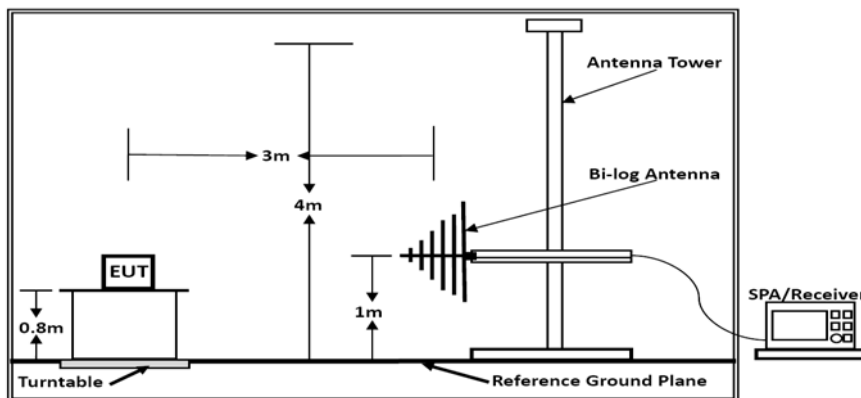 Antenna Tower
3m
Bi-log Antenna
4m
EUT
SPA/Receiver
0.8m
1m
Turntable
Reference Ground Plane